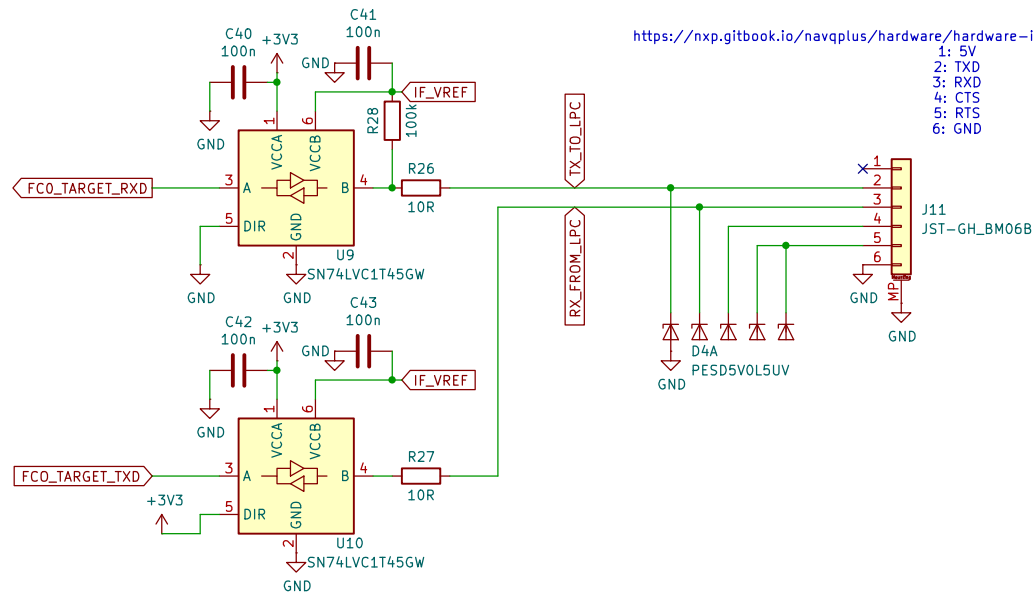 C41
100n
C40
100n
+3V3
GND
IF_VREF
GND
R28
100k
1
6
VCCA
VCCB
FC0_TARGET_RXD
3
A
B
4
R26
10R
5
DIR
GND
2
U9
SN74LVC1T45GW
GND
GND
TX_TO_LPC
RX_FROM_LPC
https://nxp.gitbook.io/navqplus/hardware/hardware-i
1: 5V
2: TXD
3: RXD
4: CTS
5: RTS
6: GND
1
2
3
4
5
6
J11
JST-GH_BM06B
MP
GND
GND
D4A
PESD5V0L5UV
GND
C43
100n
C42
100n
+3V3
GND
IF_VREF
GND
1
6
VCCA
VCCB
FC0_TARGET_TXD
3
A
B
4
R27
10R
+3V3
5
DIR
GND
2
U10
SN74LVC1T45GW
GND